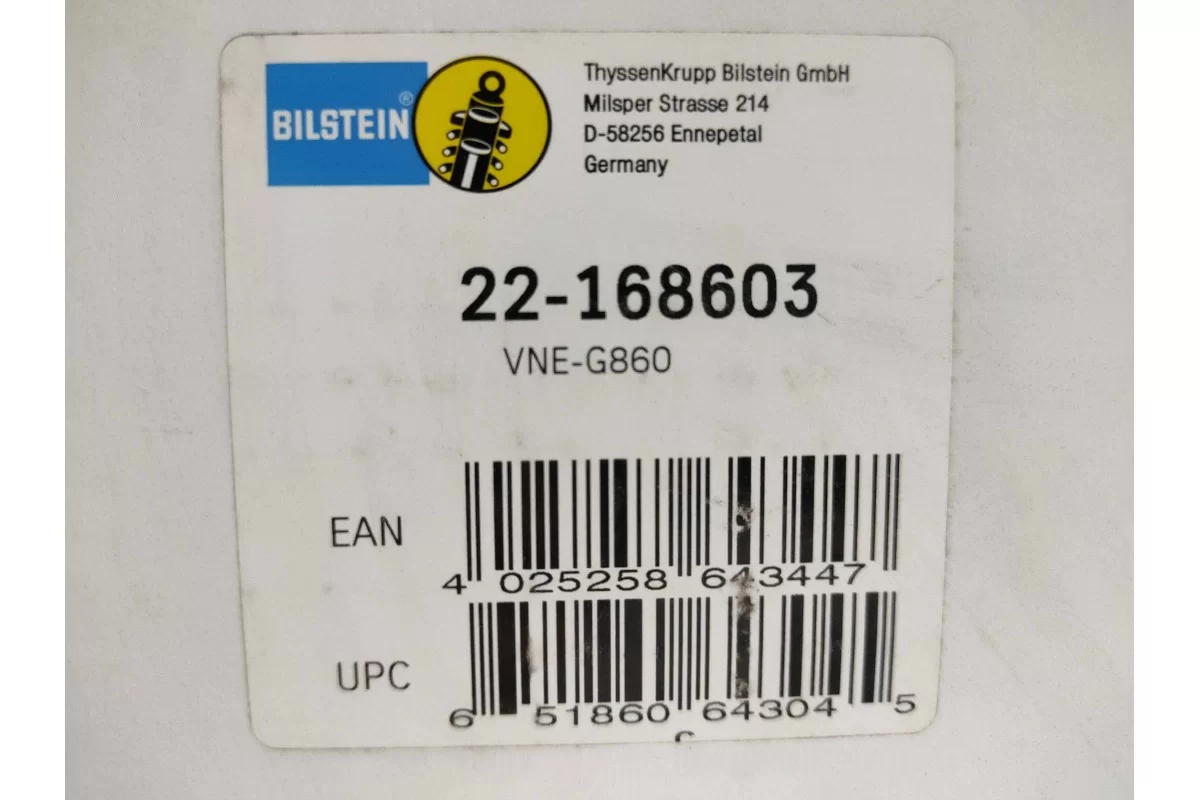 BILSTEIN®
ThyssenKrupp Bilstein GmbH
Milsper Strasse 214
D-58256 Ennepetal
Germany
22-168603
VNE-G860
EAN
4 025258 643447
UPC
6 51860 64304 5